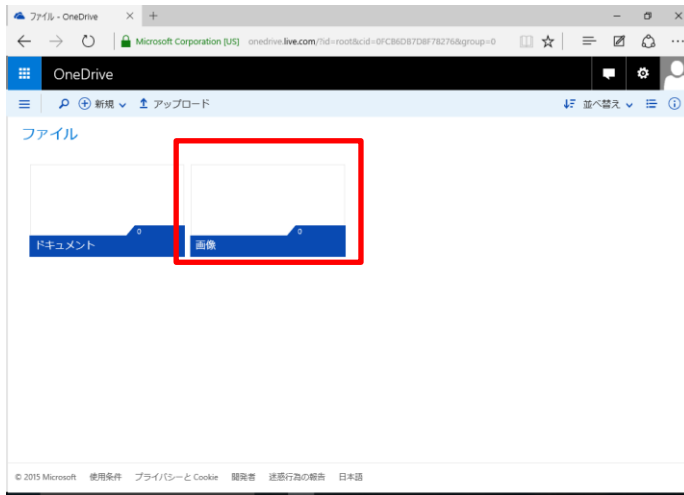 ファイル - OneDrive
Microsoft Corporation [US] onedrive.live.com/?id=root&cid=0FCB6DB7D8F78276&group=0
OneDrive
新規 アップロード 並べ替え
ファイル
0 0
ドキュメント 画像
© 2015 Microsoft 使用条件 プライバシーと Cookie 開発者 迷惑行為の報告 日本語